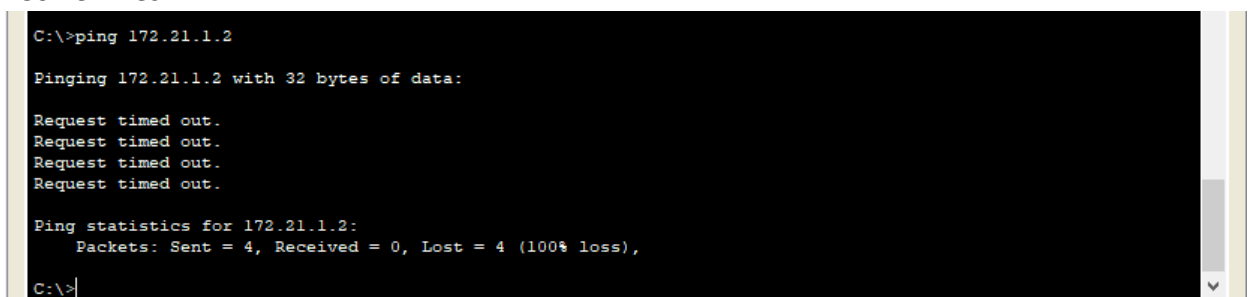 C:\>ping 172.21.1.2
Pinging 172.21.1.2 with 32 bytes of data:
Request timed out.
Request timed out.
Request timed out.
Request timed out.
Ping statistics for 172.21.1.2:
Packets: Sent = 4, Received = 0, Lost = 4 (100% loss),
C:\>